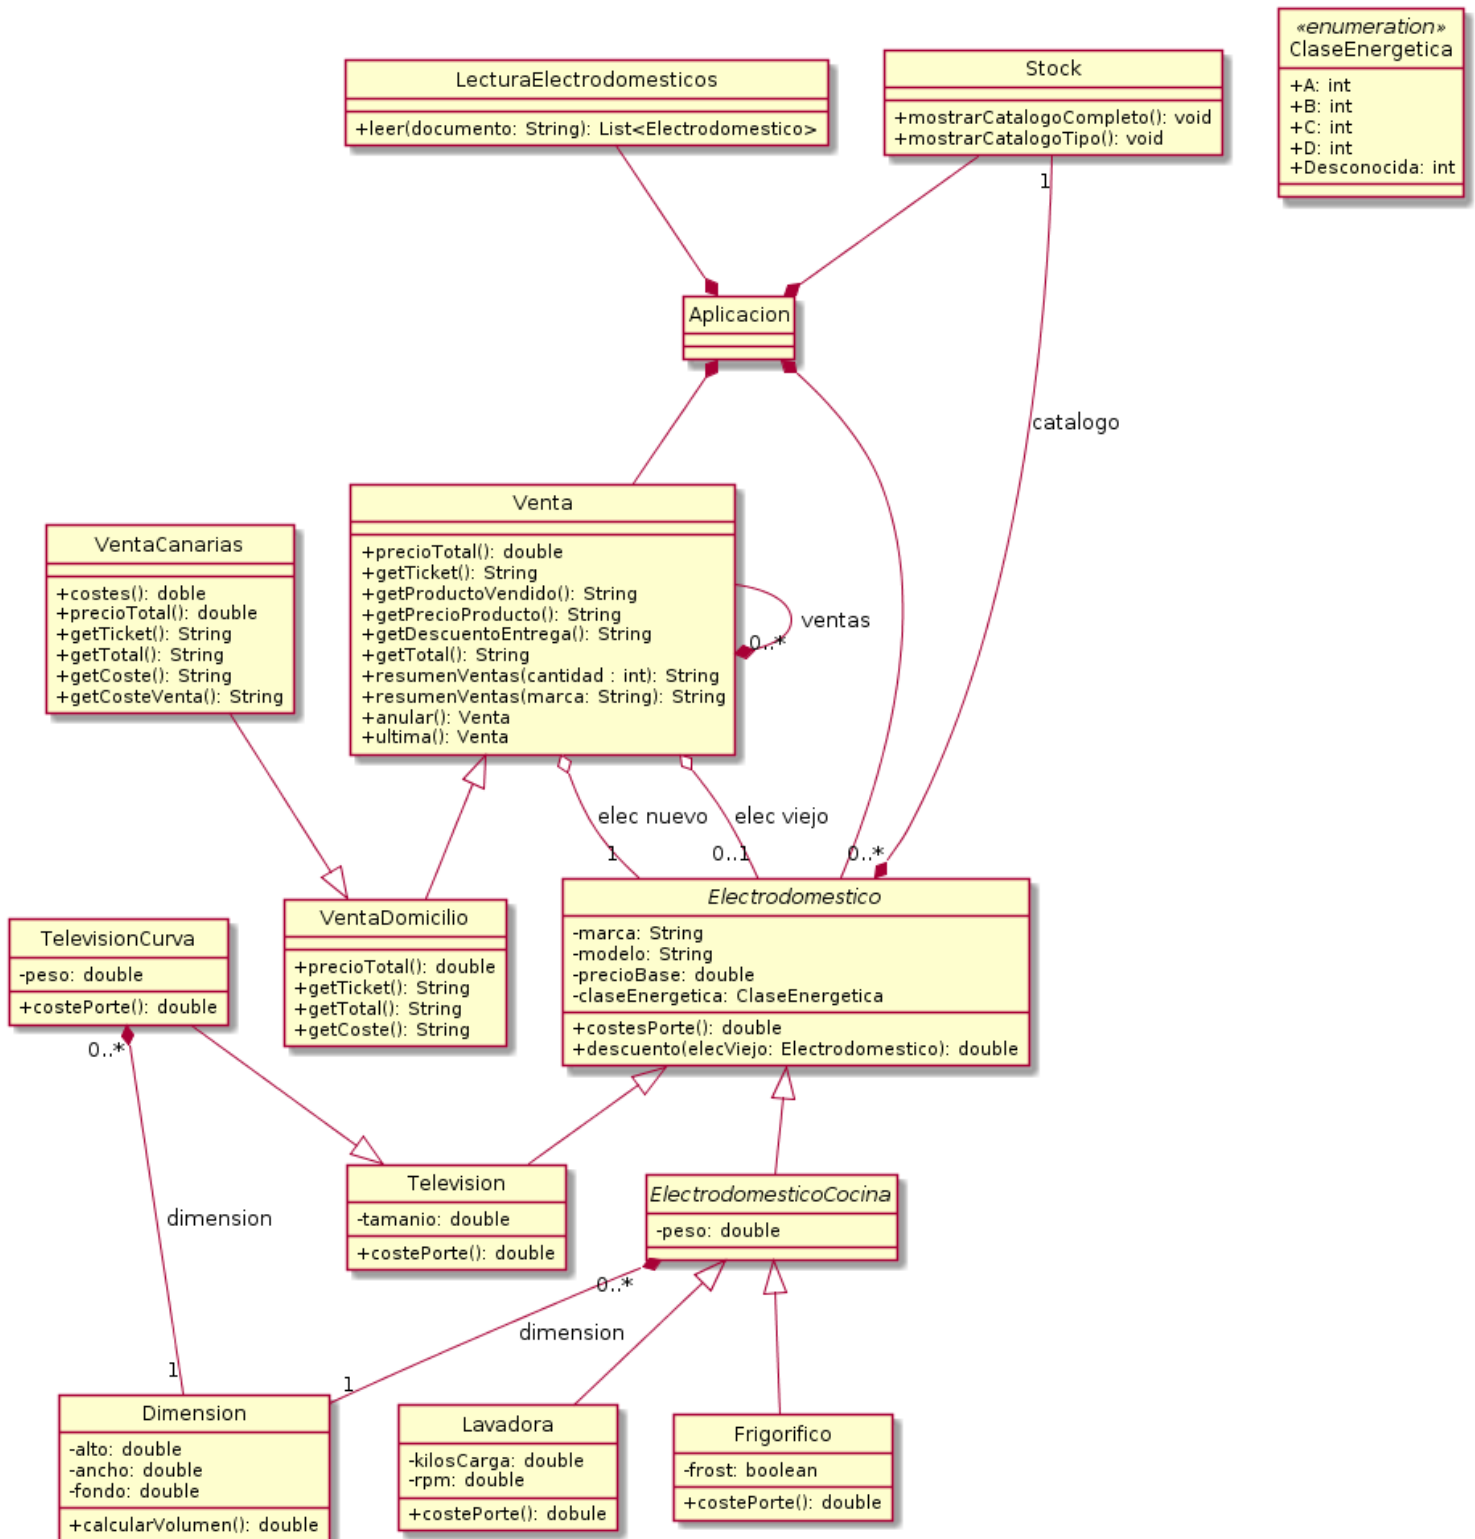 «enumeration»
ClaseEnergetica
+A: int
+B: int
+C: int
+D: int
+Desconocida: int
LecturaElectrodomesticos
+leer(documento: String): List<Electrodomestico>
Stock
+mostrarCatalogoCompleto(): void
+mostrarCatalogoTipo(): void
1
Aplicacion
catalogo
Venta
+precioTotal(): double
+getTicket(): String
+getProductoVendido(): String
+getPrecioProducto(): String
+getDescuentoEntrega(): String
+getTotal(): String
+resumenVentas(cantidad : int): String
+resumenVentas(marca: String): String
+anular(): Venta
+ultima(): Venta
ventas
0..*
VentaCanarias
+costes(): doble
+precioTotal(): double
+getTicket(): String
+getTotal(): String
+getCoste(): String
+getCosteVenta(): String
elec nuevo
elec viejo
1
0..1
0..*
Electrodomestico
-marca: String
-modelo: String
-precioBase: double
-claseEnergetica: ClaseEnergetica
+costesPorte(): double
+descuento(elecViejo: Electrodomestico): double
VentaDomicilio
+precioTotal(): double
+getTicket(): String
+getTotal(): String
+getCoste(): String
TelevisionCurva
-peso: double
+costePorte(): double
0..*
dimension
1
Television
-tamanio: double
+costePorte(): double
ElectrodomesticoCocina
-peso: double
0..*
dimension
1
Dimension
-alto: double
-ancho: double
-fondo: double
+calcularVolumen(): double
Lavadora
-kilosCarga: double
-rpm: double
+costePorte(): dobule
Frigorifico
-frost: boolean
+costePorte(): double